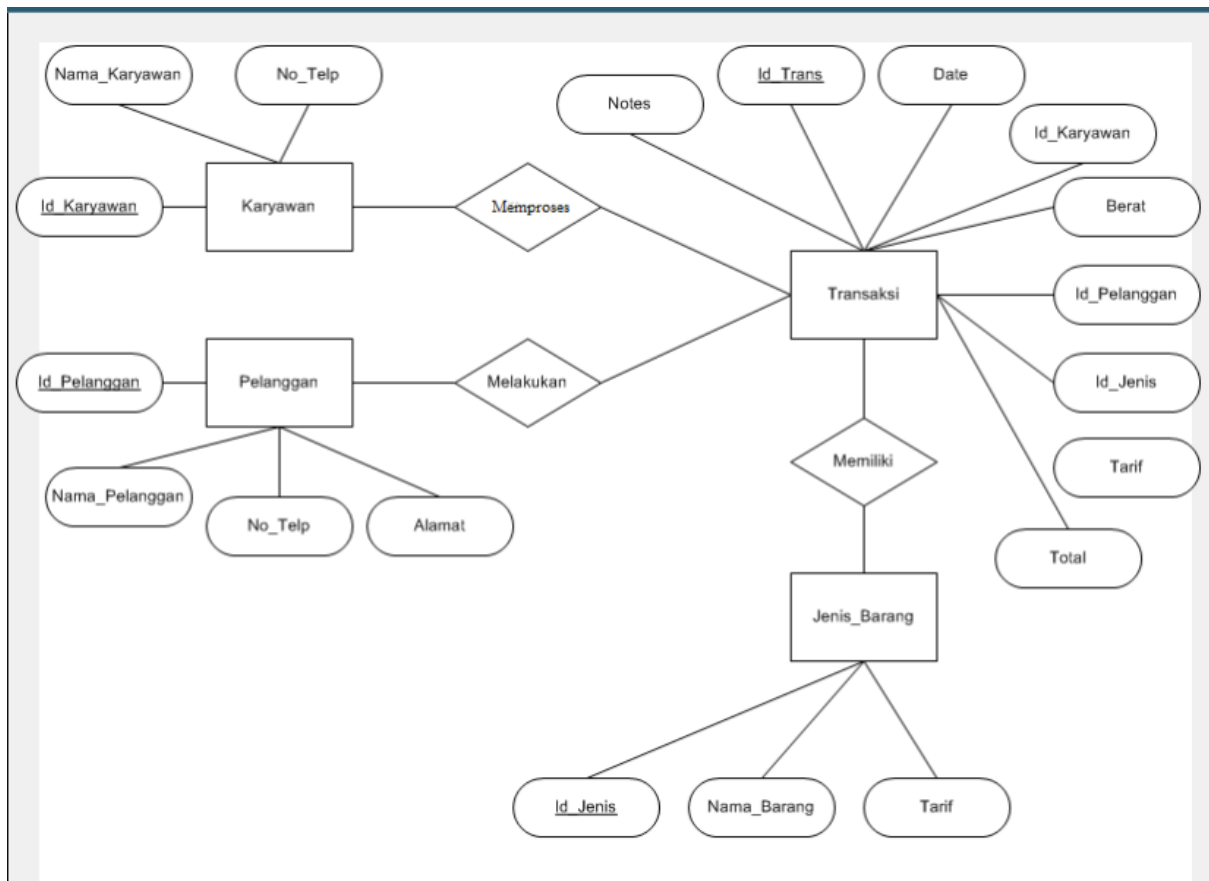 Nama_Karyawan
No_Telp
Id_Trans
Date
Notes
Id_Karyawan
Id_Karyawan
Karyawan
Memproses
Berat
Transaksi
Id_Pelanggan
Id_Pelanggan
Pelanggan
Melakukan
Id_Jenis
Memiliki
Tarif
Nama_Pelanggan
No_Telp
Alamat
Total
Jenis_Barang
Id_Jenis
Nama_Barang
Tarif